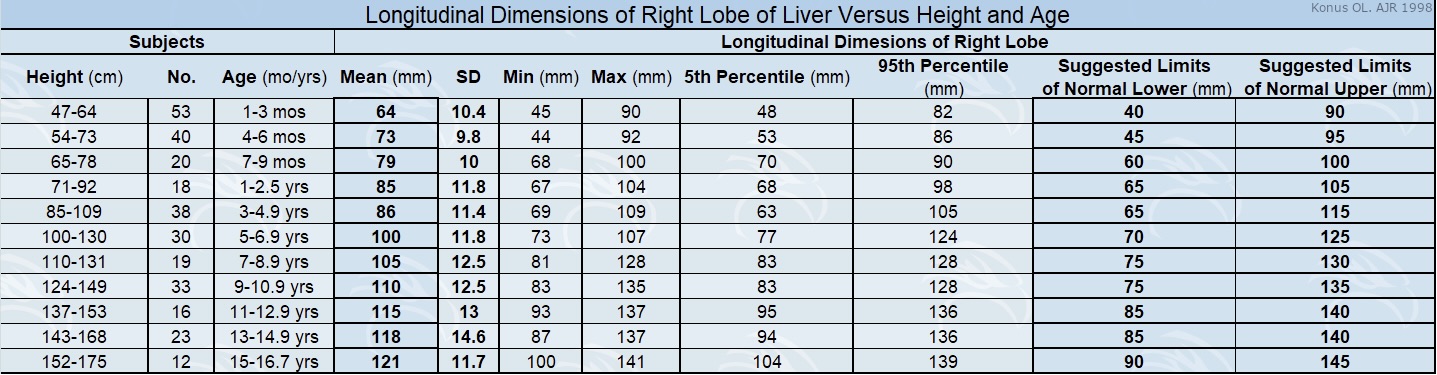 Longitudinal Dimensions of Right Lobe of Liver Versus Height and Age
Konus OL. AJR 1998
Subjects Longitudinal Dimesions of Right Lobe
Height (cm) No. Age (mo/yrs) Mean (mm) SD Min (mm) Max (mm) 5th Percentile (mm) 95th Percentile (mm) Suggested Limits of Normal Lower (mm) Suggested Limits of Normal Upper (mm)
47-64 53 1-3 mos 64 10.4 45 90 48 82 40 90
54-73 40 4-6 mos 73 9.8 44 92 53 86 45 95
65-78 20 7-9 mos 79 10 68 100 70 90 60 100
71-92 18 1-2.5 yrs 85 11.8 67 104 68 98 65 105
85-109 38 3-4.9 yrs 86 11.4 69 109 63 105 65 115
100-130 30 5-6.9 yrs 100 11.8 73 107 77 124 70 125
110-131 19 7-8.9 yrs 105 12.5 81 128 83 128 75 130
124-149 33 9-10.9 yrs 110 12.5 83 135 83 128 75 135
137-153 16 11-12.9 yrs 115 13 93 137 95 136 85 140
143-168 23 13-14.9 yrs 118 14.6 87 137 94 136 85 140
152-175 12 15-16.7 yrs 121 11.7 100 141 104 139 90 145